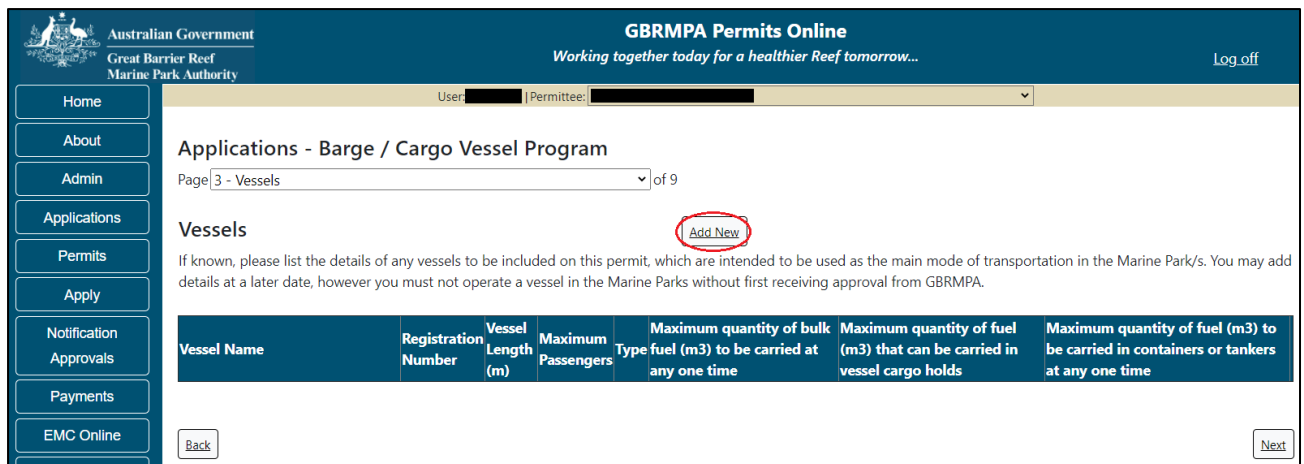 Australian Government
Great Barrier Reef
Marine Park Authority
GBRMPA Permits Online
Working together today for a healthier Reef tomorrow...
Log off
User: | Permittee:
Home
About
Admin
Applications
Permits
Apply
Notification
Approvals
Payments
EMC Online
Applications - Barge / Cargo Vessel Program
Page 3 - Vessels of 9
Vessels
Add New
If known, please list the details of any vessels to be included on this permit, which are intended to be used as the main mode of transportation in the Marine Park/s. You may add
details at a later date, however you must not operate a vessel in the Marine Parks without first receiving approval from GBRMPA.
Vessel Name
Registration
Number
Vessel
Length
(m)
Maximum
Passengers
Type
Maximum quantity of bulk
fuel (m3) to be carried at
any one time
Maximum quantity of fuel
(m3) that can be carried in
vessel cargo holds
Maximum quantity of fuel (m3) to
be carried in containers or tankers
at any one time
Back
Next